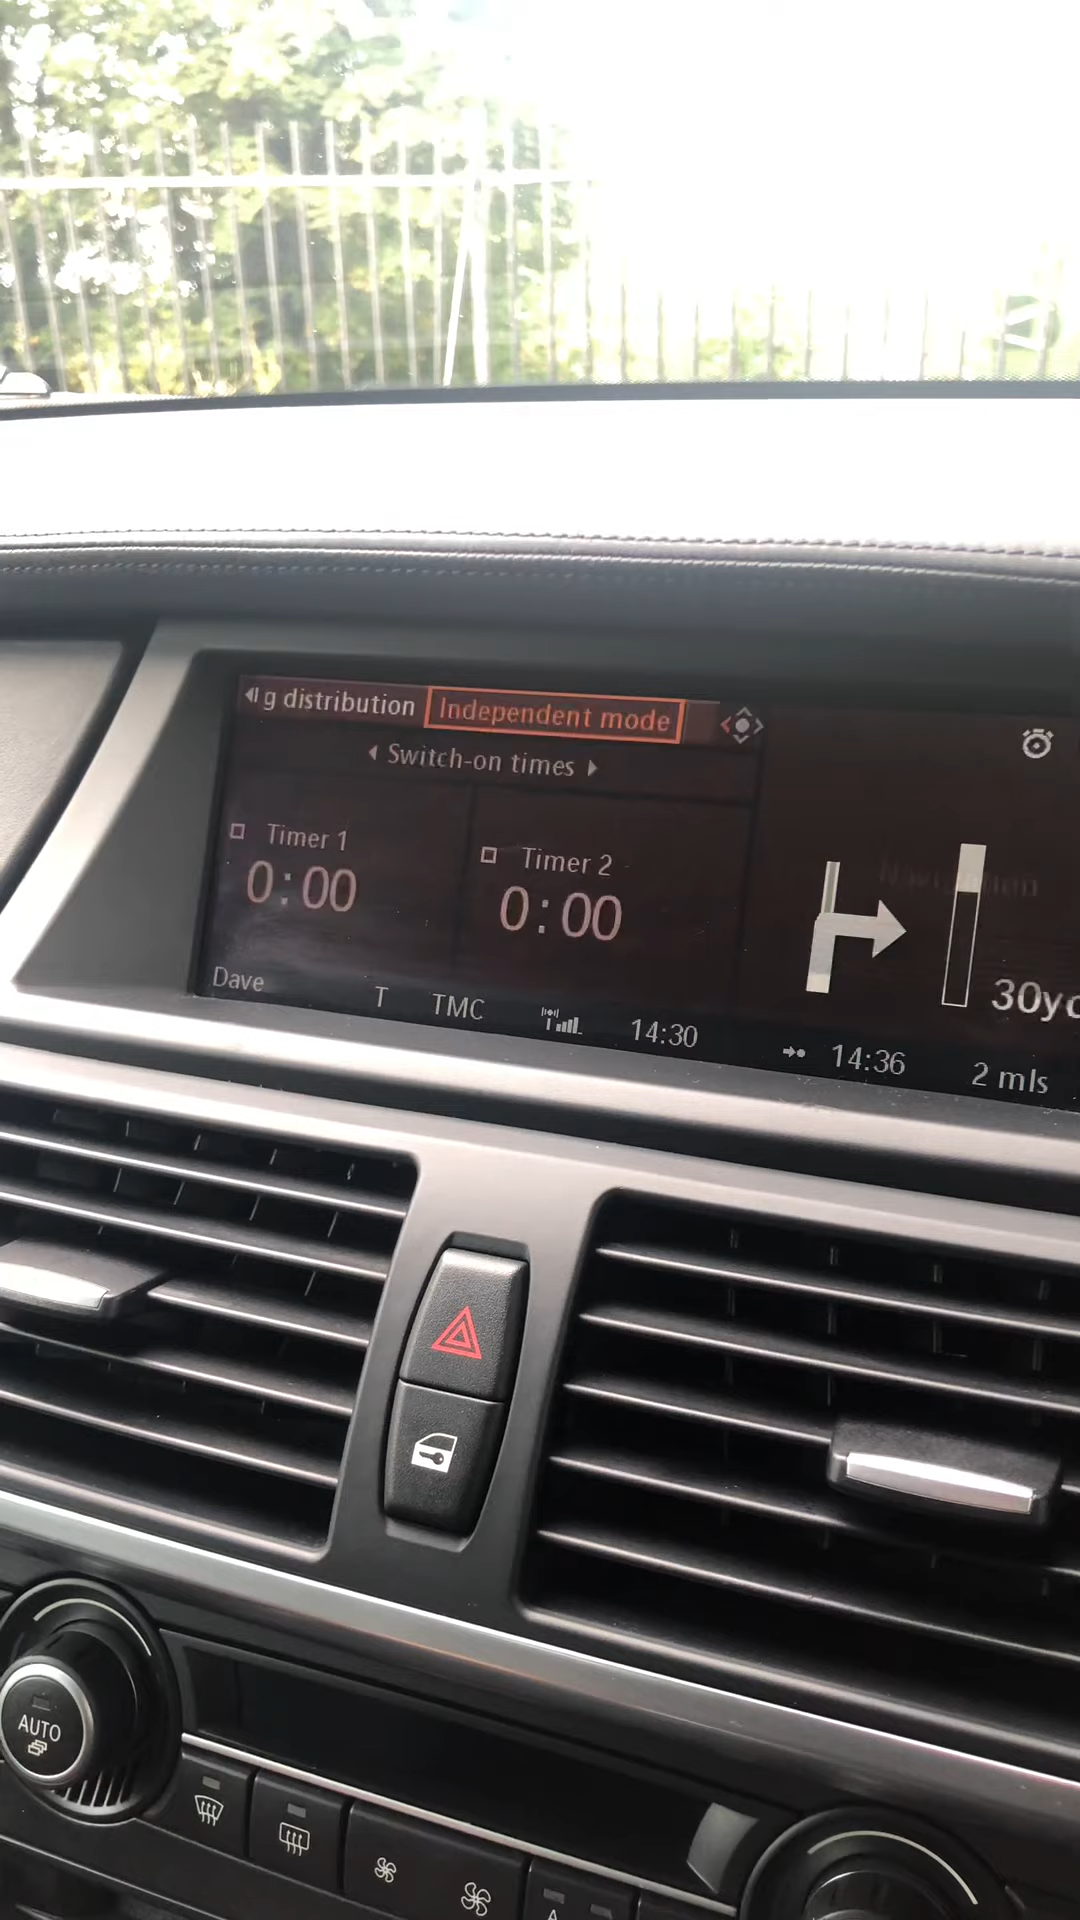 g distribution Independent mode
Switch-on times
Timer 1 Timer 2
0:00 0:00
30yd
Dave T TMC 14:30 14:36 2 mls
AUTO